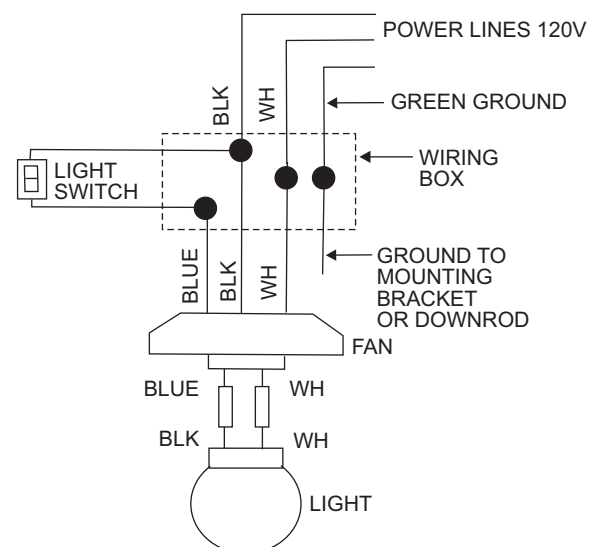 POWER LINES 120V
BLK
WH
GREEN GROUND
WIRING
BOX
LIGHT
SWITCH
BLUE
BLK
WH
GROUND TO
MOUNTING
BRACKET
OR DOWNROD
FAN
BLUE
WH
BLK
WH
LIGHT